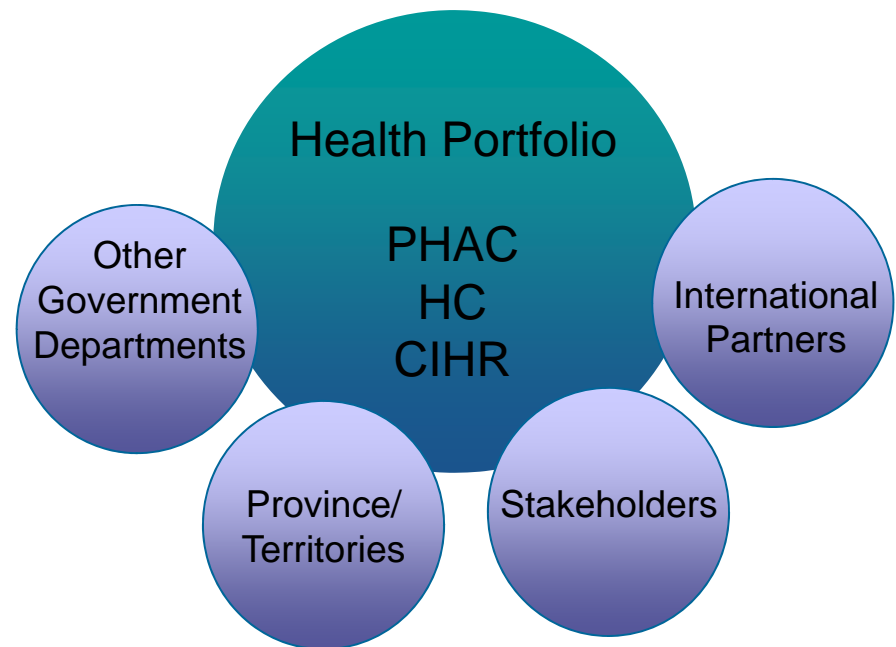 Health Portfolio
PHAC
HC
CIHR
Other
Government
Departments
Province/
Territories
Stakeholders
International
Partners